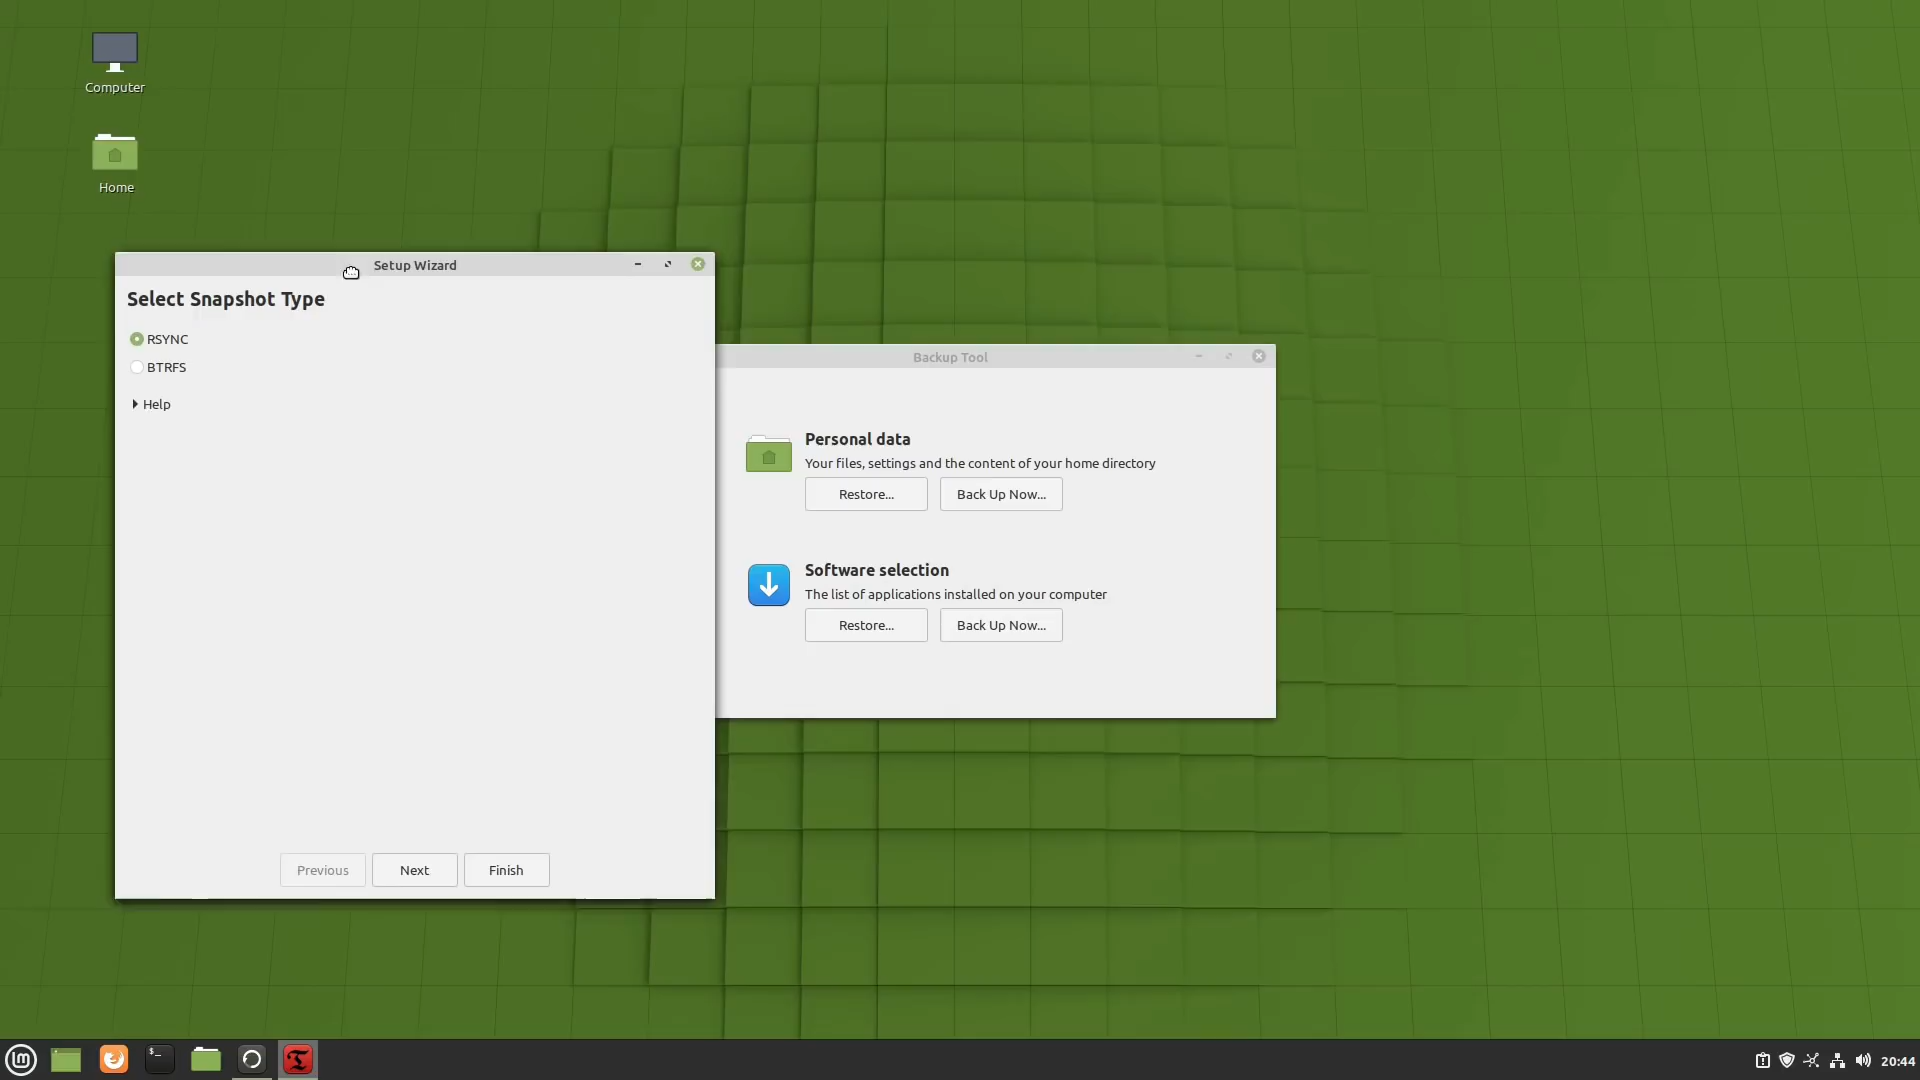 Computer
Home
Setup Wizard
Select Snapshot Type
RSYNC
BTRFS
Help
Previous
Next
Finish
Backup Tool
Personal data
Your files, settings and the content of your home directory
Restore...
Back Up Now...
Software selection
The list of applications installed on your computer
Restore...
Back Up Now...
20:44